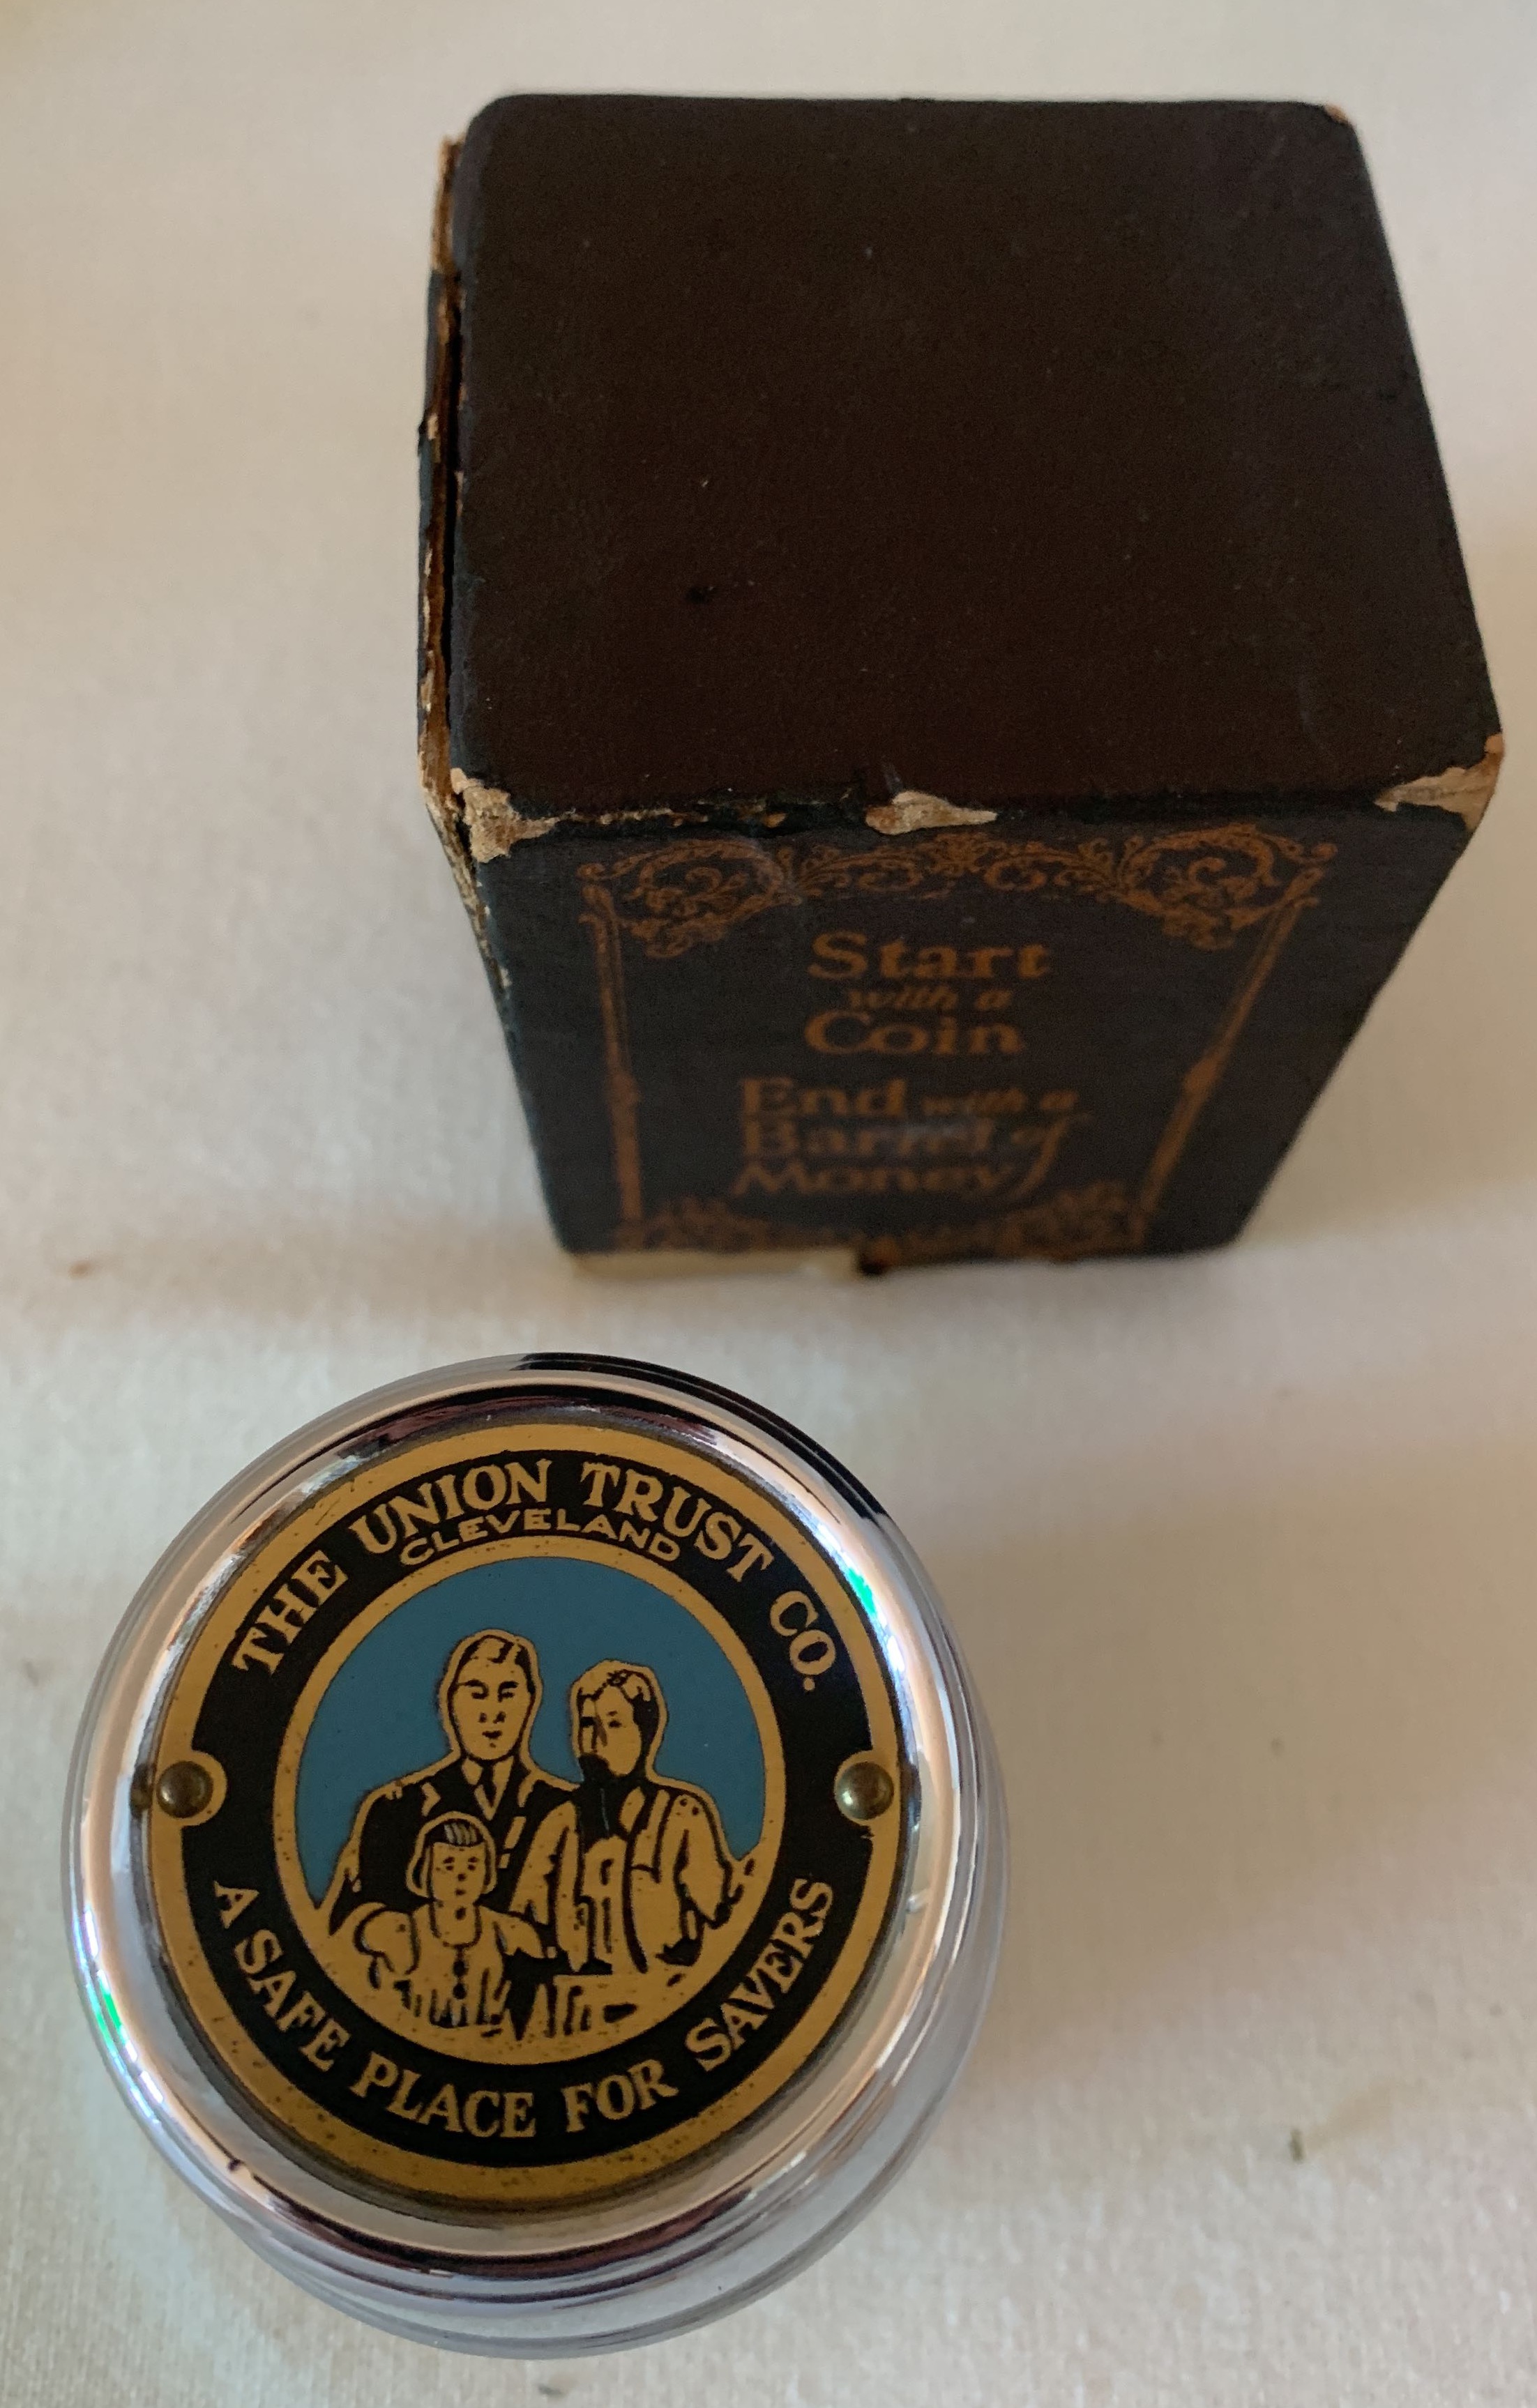 Start
with a
Coin
End with a
Barrel of
Money
THE UNION TRUST CO.
CLEVELAND
A SAFE PLACE FOR SAVERS